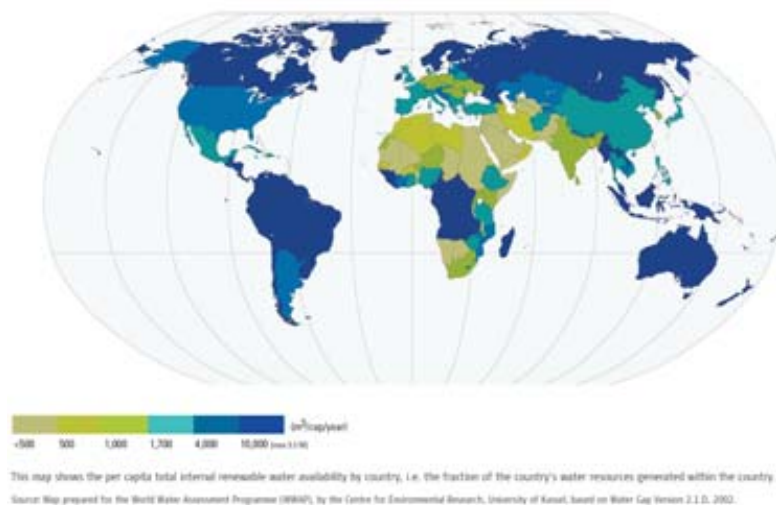 (m³/cap/year)
<500 500 1,000 1,700 4,000 10,000
This map shows the per capita total internal renewable water availability by country, i.e. the fraction of the country's water resources generated within the country.
Source: Map prepared for the World Water Assessment Programme (WWAP), by the Centre for Environmental Research, University of Kassel, based on Water Gap Version 2.1.D, 2002.